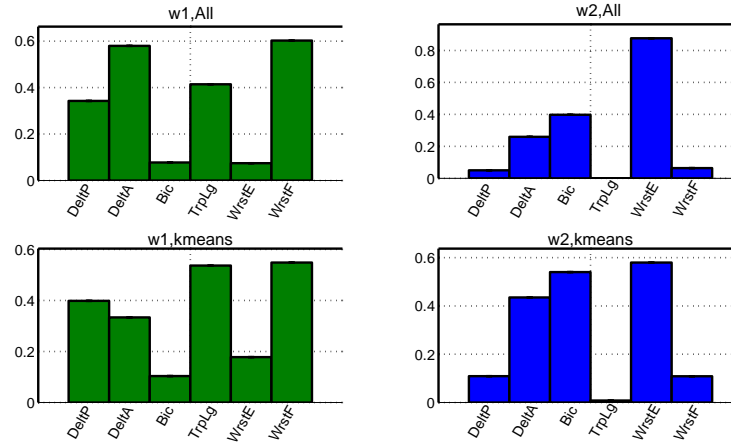 w1,All
0.6
0.4
0.2
0
DeltP
DeltA
Bic
TrpLg
WrstE
WrstF
w2,All
0.8
0.6
0.4
0.2
0
DeltP
DeltA
Bic
TrpLg
WrstE
WrstF
w1,kmeans
0.6
0.4
0.2
0
DeltP
DeltA
Bic
TrpLg
WrstE
WrstF
w2,kmeans
0.6
0.4
0.2
0
DeltP
DeltA
Bic
TrpLg
WrstE
WrstF